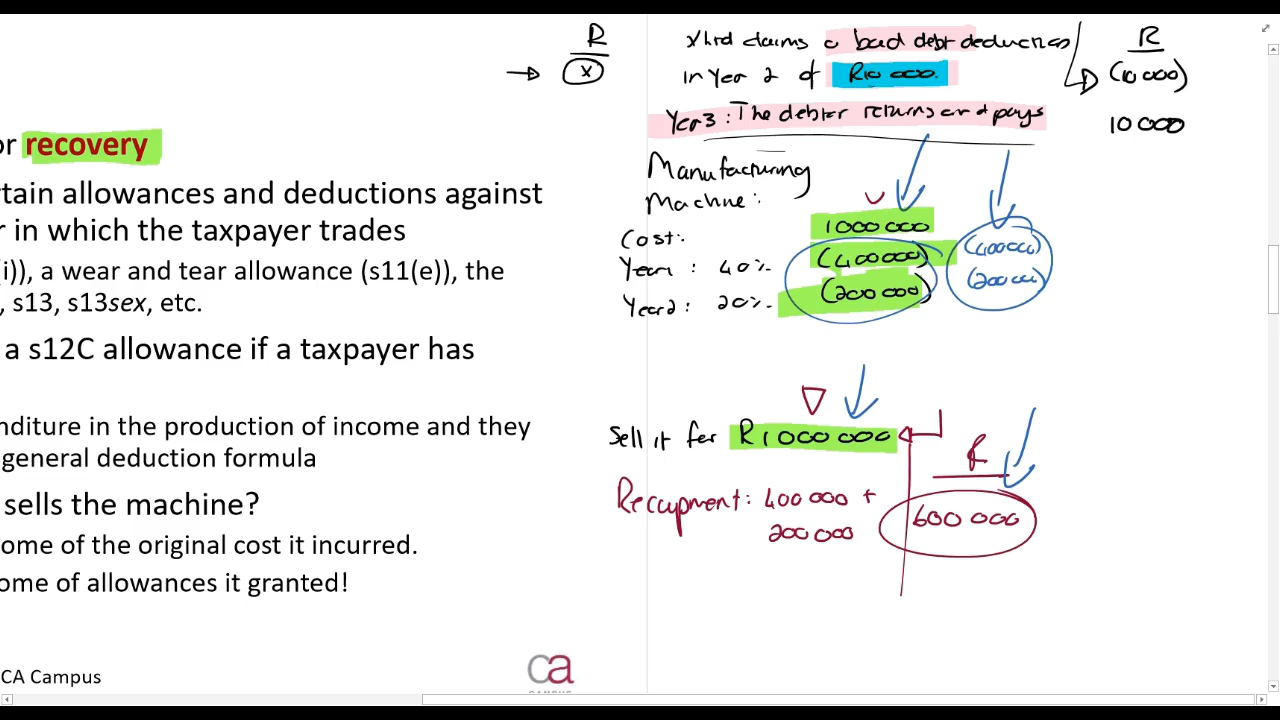 R
→ (x)
or recovery
rtain allowances and deductions against
r in which the taxpayer trades
(i)), a wear and tear allowance (s11(e)), the
, s13, s13sex, etc.
a s12C allowance if a taxpayer has
nditure in the production of income and they
general deduction formula
sells the machine?
ome of the original cost it incurred.
ome of allowances it granted!
CA Campus
ca
X ltd claims a bad debt deduction
in Year 2 of R10 000.
Year 3: The debtor returns and pays
R
(10 000)
10 000
Manufacturing
Machine:
Cost: 1 000 000
Year 1: 40% (400 000) (400 000)
Year 2: 20% (200 000) (200 000)
Sell it for R1 000 000
R
Recoupment: 400 000 + 600 000
200 000